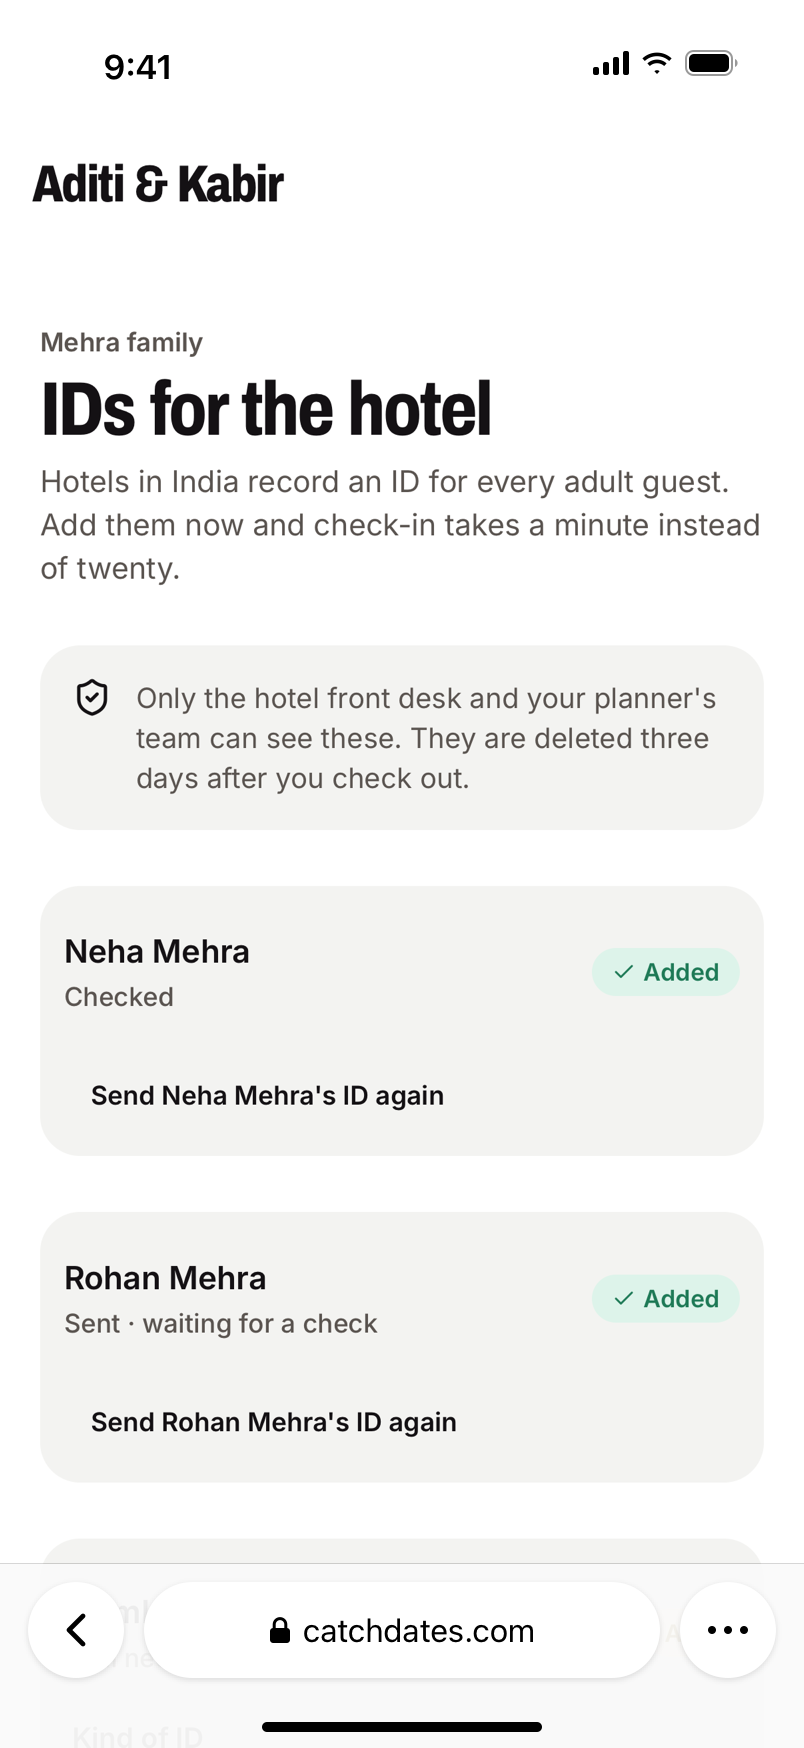 9:41
Aditi & Kabir
Mehra family
IDs for the hotel
Hotels in India record an ID for every adult guest.
Add them now and check-in takes a minute instead
of twenty.
Only the hotel front desk and your planner's
team can see these. They are deleted three
days after you check out.
Neha Mehra
Checked
Added
Send Neha Mehra's ID again
Rohan Mehra
Sent · waiting for a check
Added
Send Rohan Mehra's ID again
catchdates.com
Kind of ID